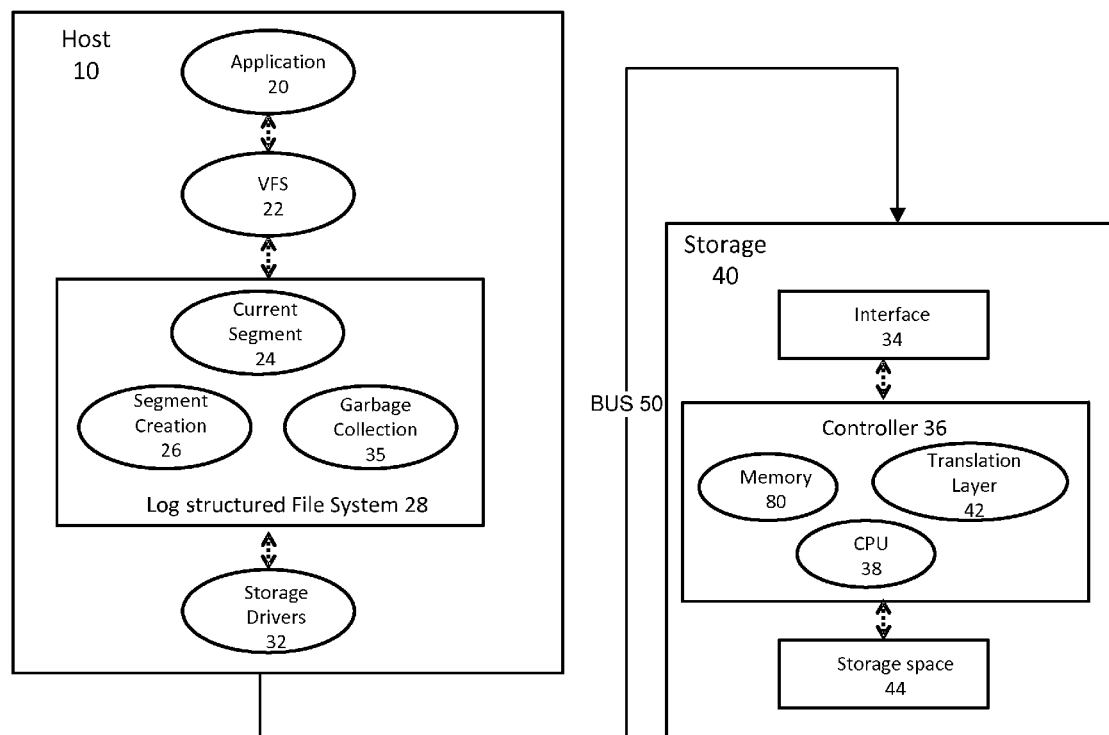 Host
10
Application
20
VFS
22
Current
Segment
24
Segment
Creation
26
Garbage
Collection
35
Log structured File System 28
Storage
Drivers
32
BUS 50
Storage
40
Interface
34
Controller 36
Memory
80
Translation
Layer
42
CPU
38
Storage space
44